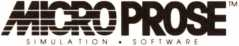 MICROPROSE™
SIMULATION • SOFTWARE